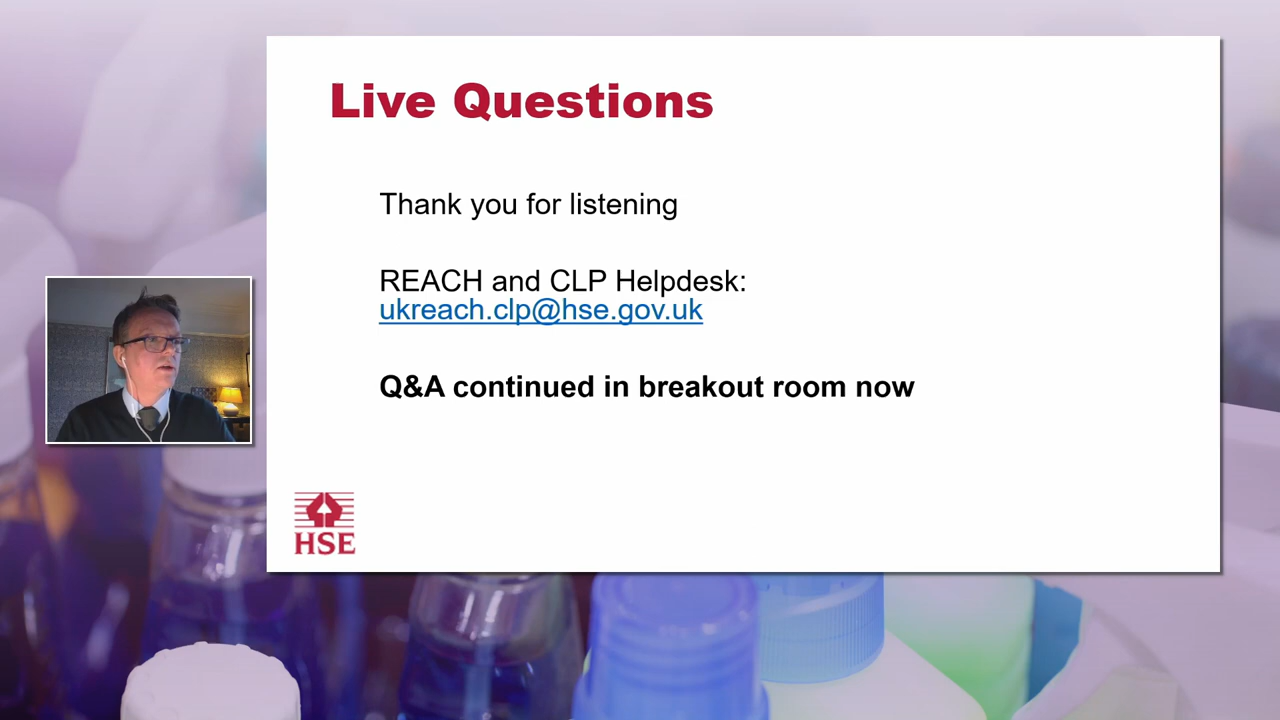 Live Questions
Thank you for listening
REACH and CLP Helpdesk:
ukreach.clp@hse.gov.uk
Q&A continued in breakout room now
HSE